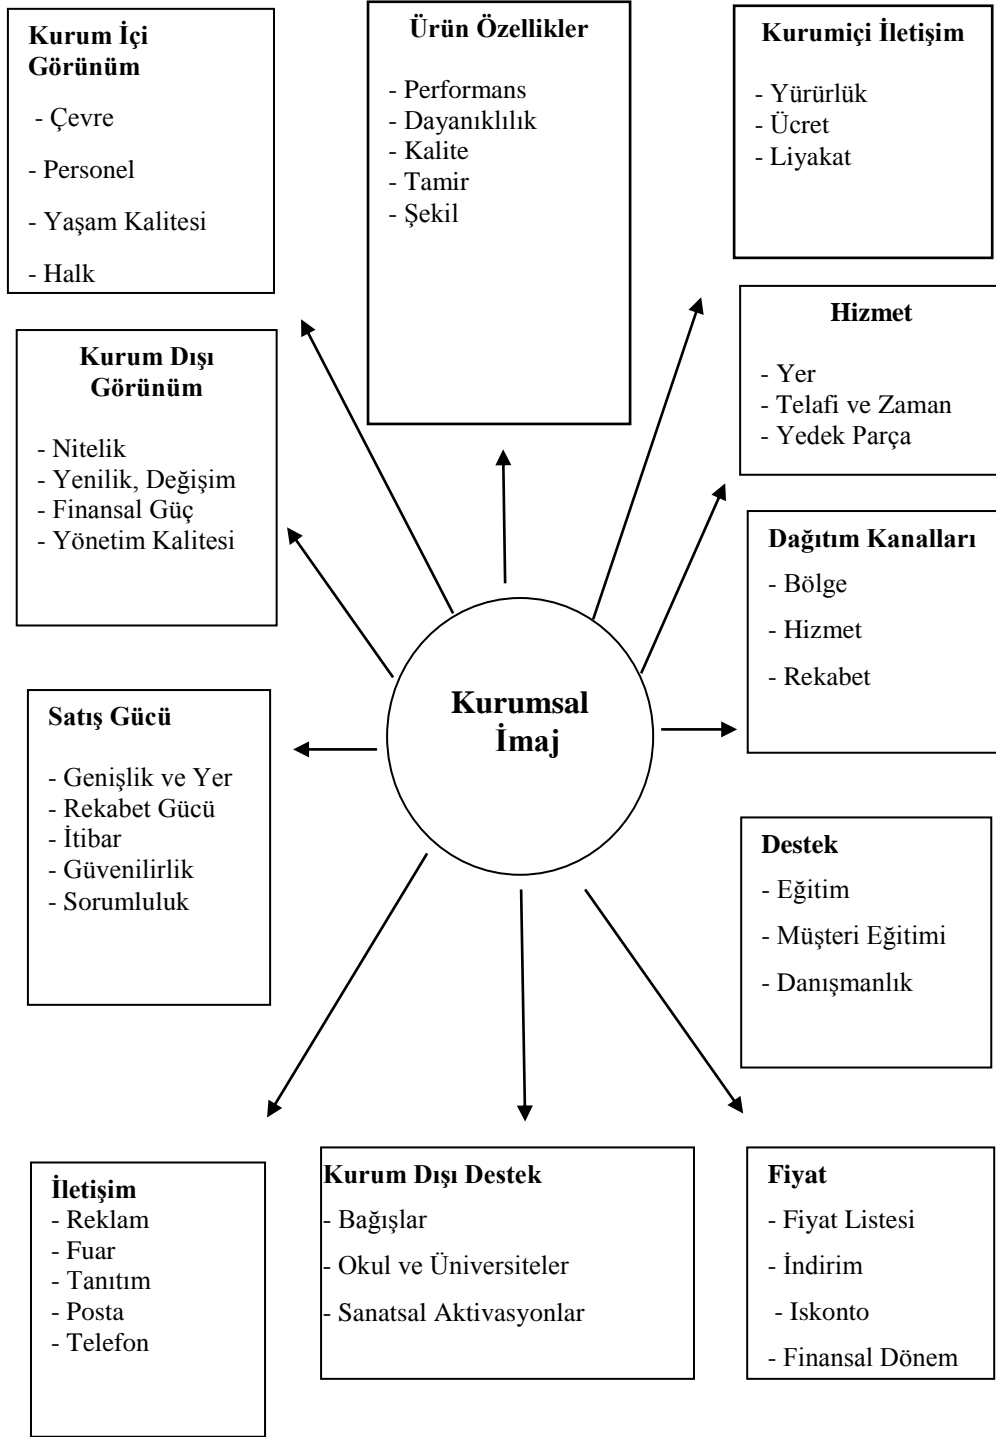 Kurum İçi
Görünüm
- Çevre
- Personel
- Yaşam Kalitesi
- Halk
Ürün Özellikler
- Performans
- Dayanıklılık
- Kalite
- Tamir
- Şekil
Kurumiçi İletişim
- Yürürlük
- Ücret
- Liyakat
Hizmet
- Yer
- Telafi ve Zaman
- Yedek Parça
Kurum Dışı
Görünüm
- Nitelik
- Yenilik, Değişim
- Finansal Güç
- Yönetim Kalitesi
Dağıtım Kanalları
- Bölge
- Hizmet
- Rekabet
Kurumsal
İmaj
Satış Gücü
- Genişlik ve Yer
- Rekabet Gücü
- İtibar
- Güvenilirlik
- Sorumluluk
Destek
- Eğitim
- Müşteri Eğitimi
- Danışmanlık
İletişim
- Reklam
- Fuar
- Tanıtım
- Posta
- Telefon
Kurum Dışı Destek
- Bağışlar
- Okul ve Üniversiteler
- Sanatsal Aktivasyonlar
Fiyat
- Fiyat Listesi
- İndirim
- Iskonto
- Finansal Dönem